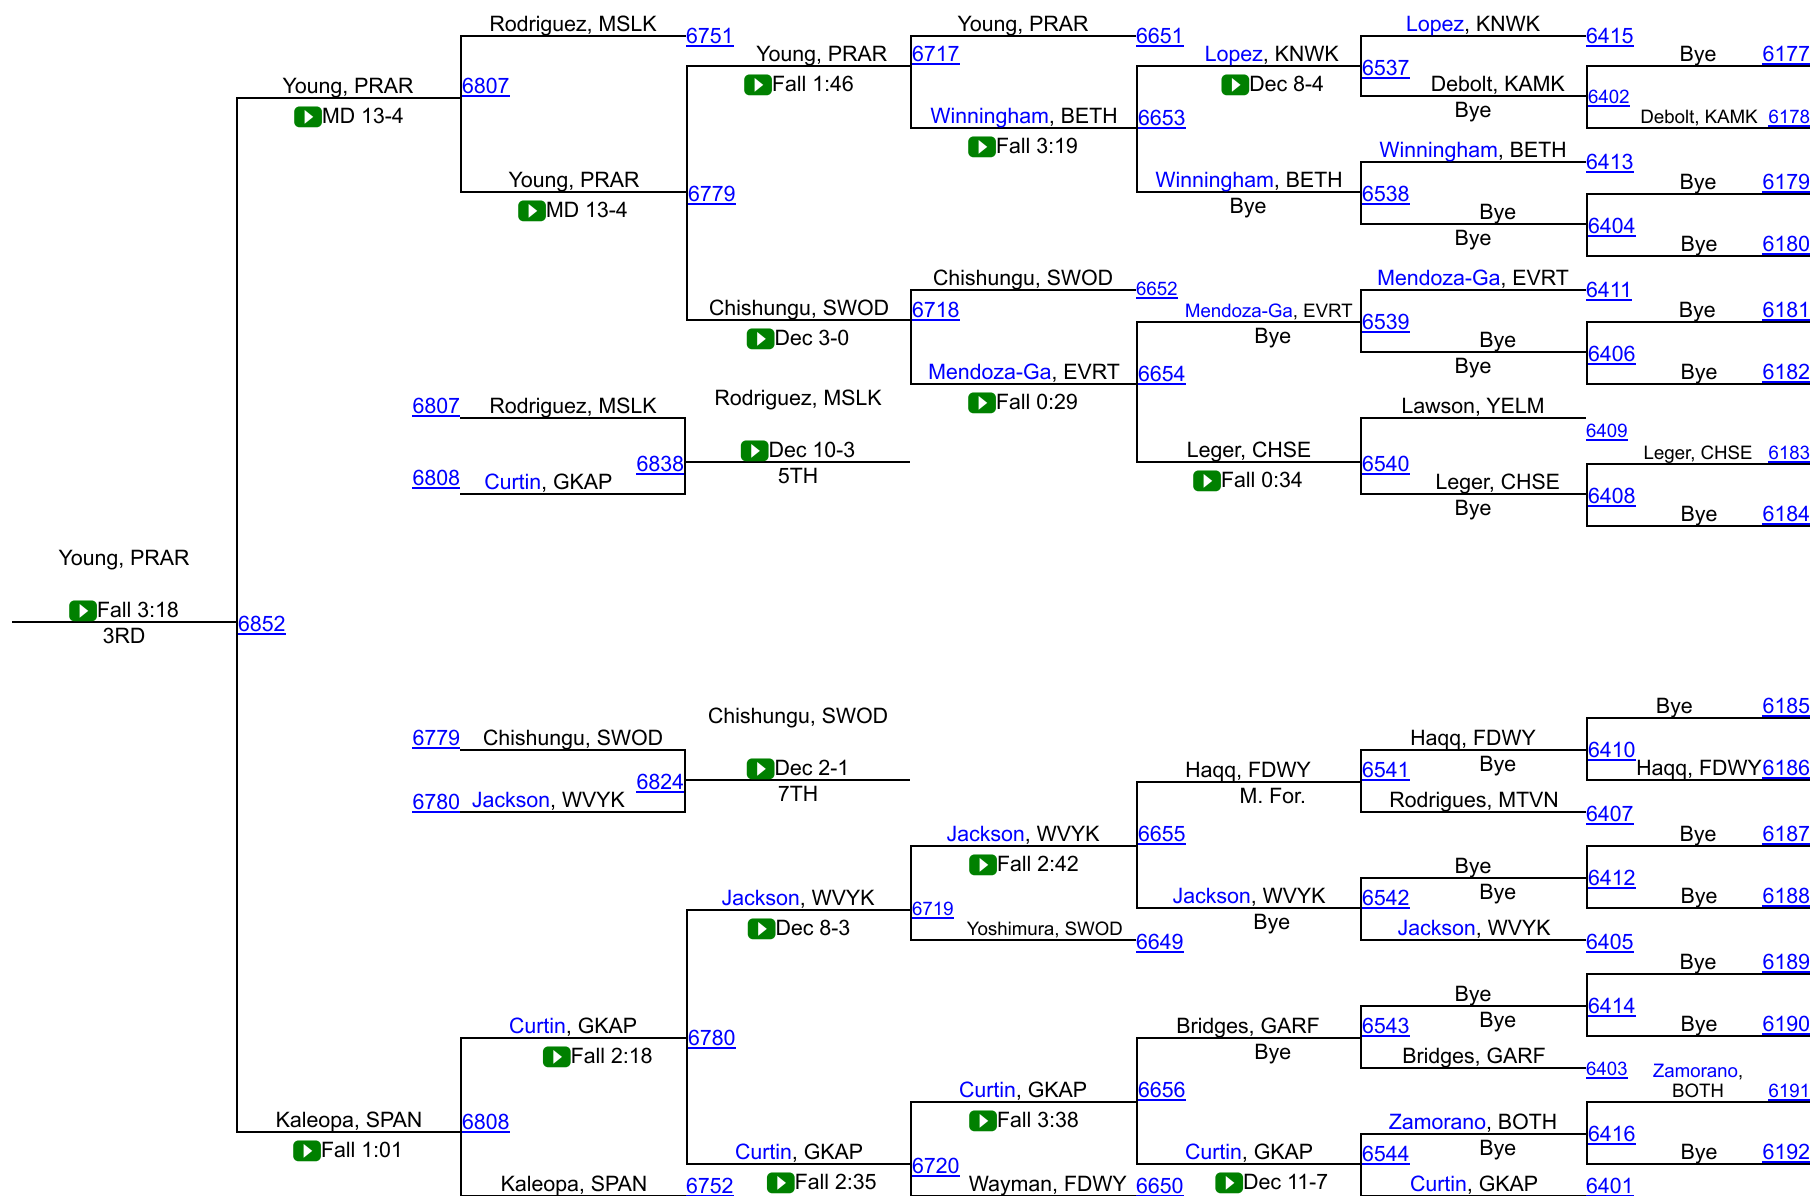 Rodriguez, MSLK
6751
Young, PRAR
6651
Lopez, KNWK
6415
Young, PRAR
6717
Lopez, KNWK
Bye
6177
Young, PRAR
6807
Fall 1:46
Dec 8-4
6537
Debolt, KAMK
6402
MD 13-4
Winningham, BETH
6653
Bye
Debolt, KAMK
6178
Fall 3:19
Winningham, BETH
6413
Young, PRAR
6779
Winningham, BETH
6538
Bye
6179
MD 13-4
Bye
Bye
6404
Bye
Bye
6180
Chishungu, SWOD
6652
Mendoza-Ga, EVRT
6411
Chishungu, SWOD
6718
Mendoza-Ga, EVRT
6539
Bye
6181
Dec 3-0
Bye
Bye
6406
Mendoza-Ga, EVRT
6654
Bye
Bye
6182
6807
Rodriguez, MSLK
Rodriguez, MSLK
Fall 0:29
Lawson, YELM
6409
6838
Dec 10-3
Leger, CHSE
6540
Leger, CHSE
6183
6808
Curtin, GKAP
5TH
Fall 0:34
Leger, CHSE
6408
Bye
Bye
6184
Young, PRAR
Fall 3:18
6852
3RD
Bye
6185
6779
Chishungu, SWOD
Chishungu, SWOD
Haqq, FDWY
6410
6824
Dec 2-1
Haqq, FDWY
6541
Bye
Haqq, FDWY
6186
6780
Jackson, WVYK
7TH
M. For.
Rodrigues, MTVN
6407
Jackson, WVYK
6655
Bye
6187
Fall 2:42
Bye
6412
Jackson, WVYK
6719
Jackson, WVYK
6542
Bye
Bye
6188
Dec 8-3
Yoshimura, SWOD
6649
Bye
Jackson, WVYK
6405
Bye
6189
Bye
6414
Curtin, GKAP
6780
Bridges, GARF
6543
Bye
Bye
6190
Fall 2:18
Bye
Bridges, GARF
6403
Zamorano,
BOTH
6191
Curtin, GKAP
6656
Kaleopa, SPAN
6808
Fall 3:38
Zamorano, BOTH
6416
Fall 1:01
Curtin, GKAP
6720
Curtin, GKAP
6544
Bye
Bye
6192
Kaleopa, SPAN
6752
Fall 2:35
Wayman, FDWY
6650
Dec 11-7
Curtin, GKAP
6401